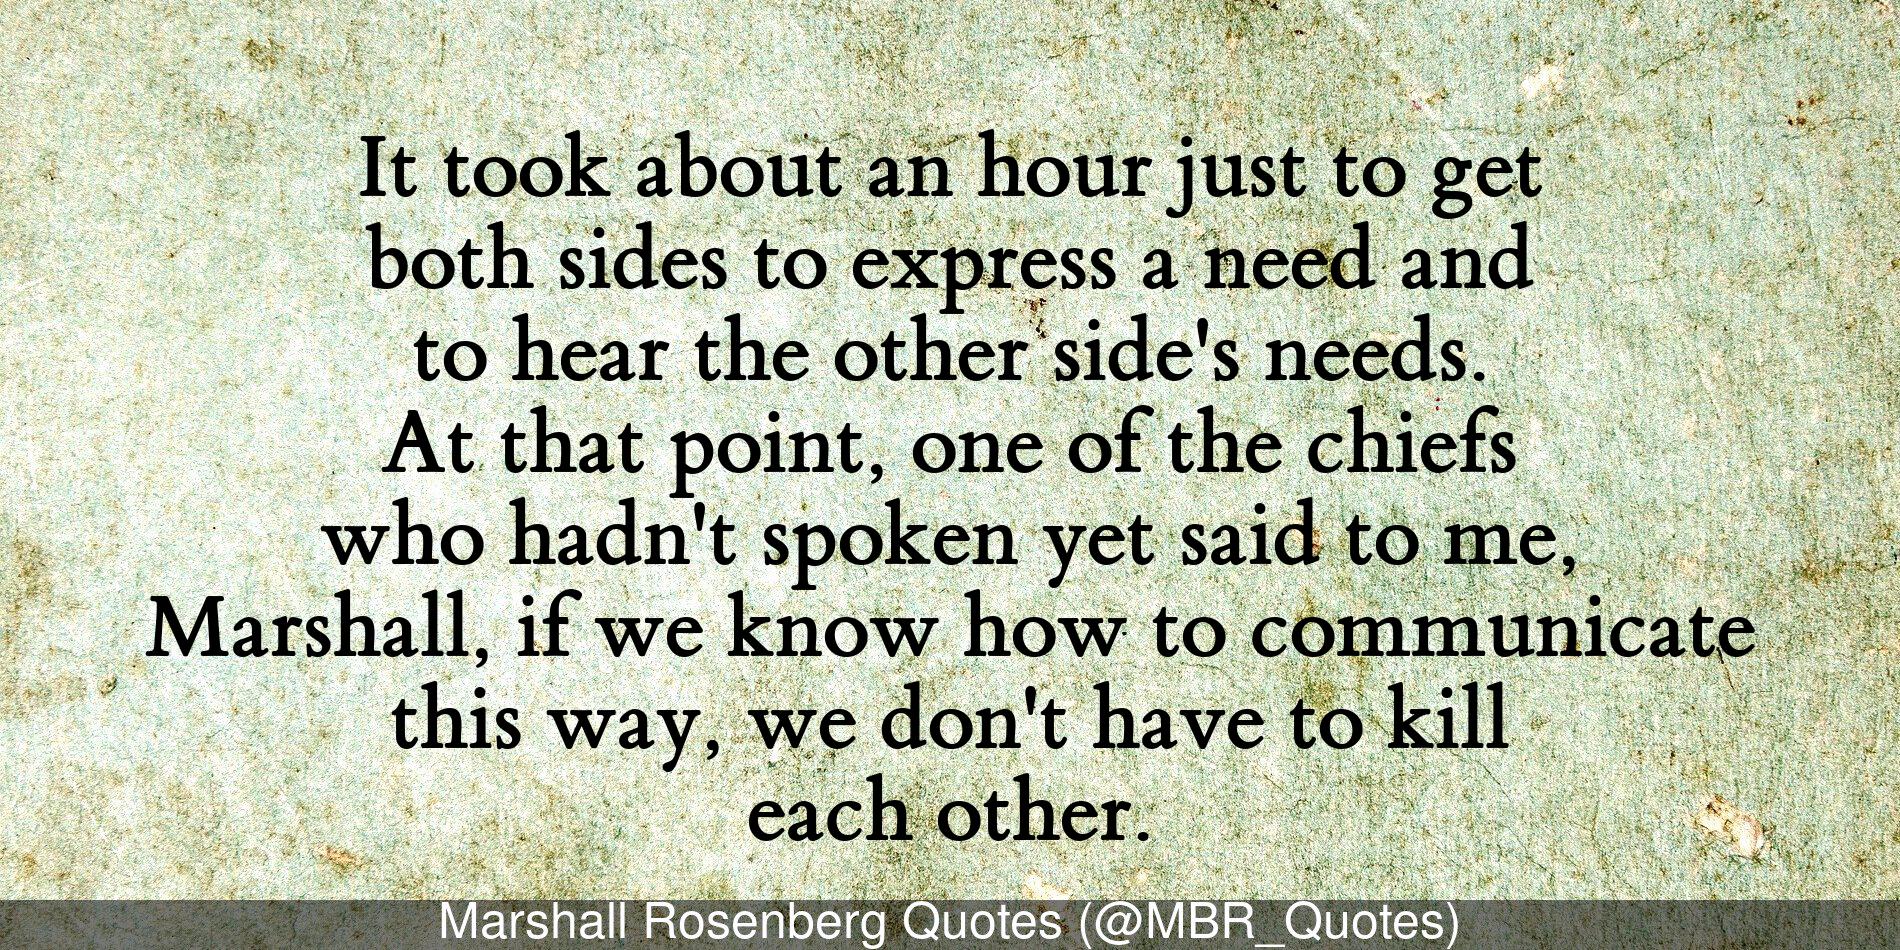 It took about an hour just to get
both sides to express a need and
to hear the other side's needs.
At that point, one of the chiefs
who hadn't spoken yet said to me,
Marshall, if we know how to communicate
this way, we don't have to kill
each other.
Marshall Rosenberg Quotes (@MBR_Quotes)